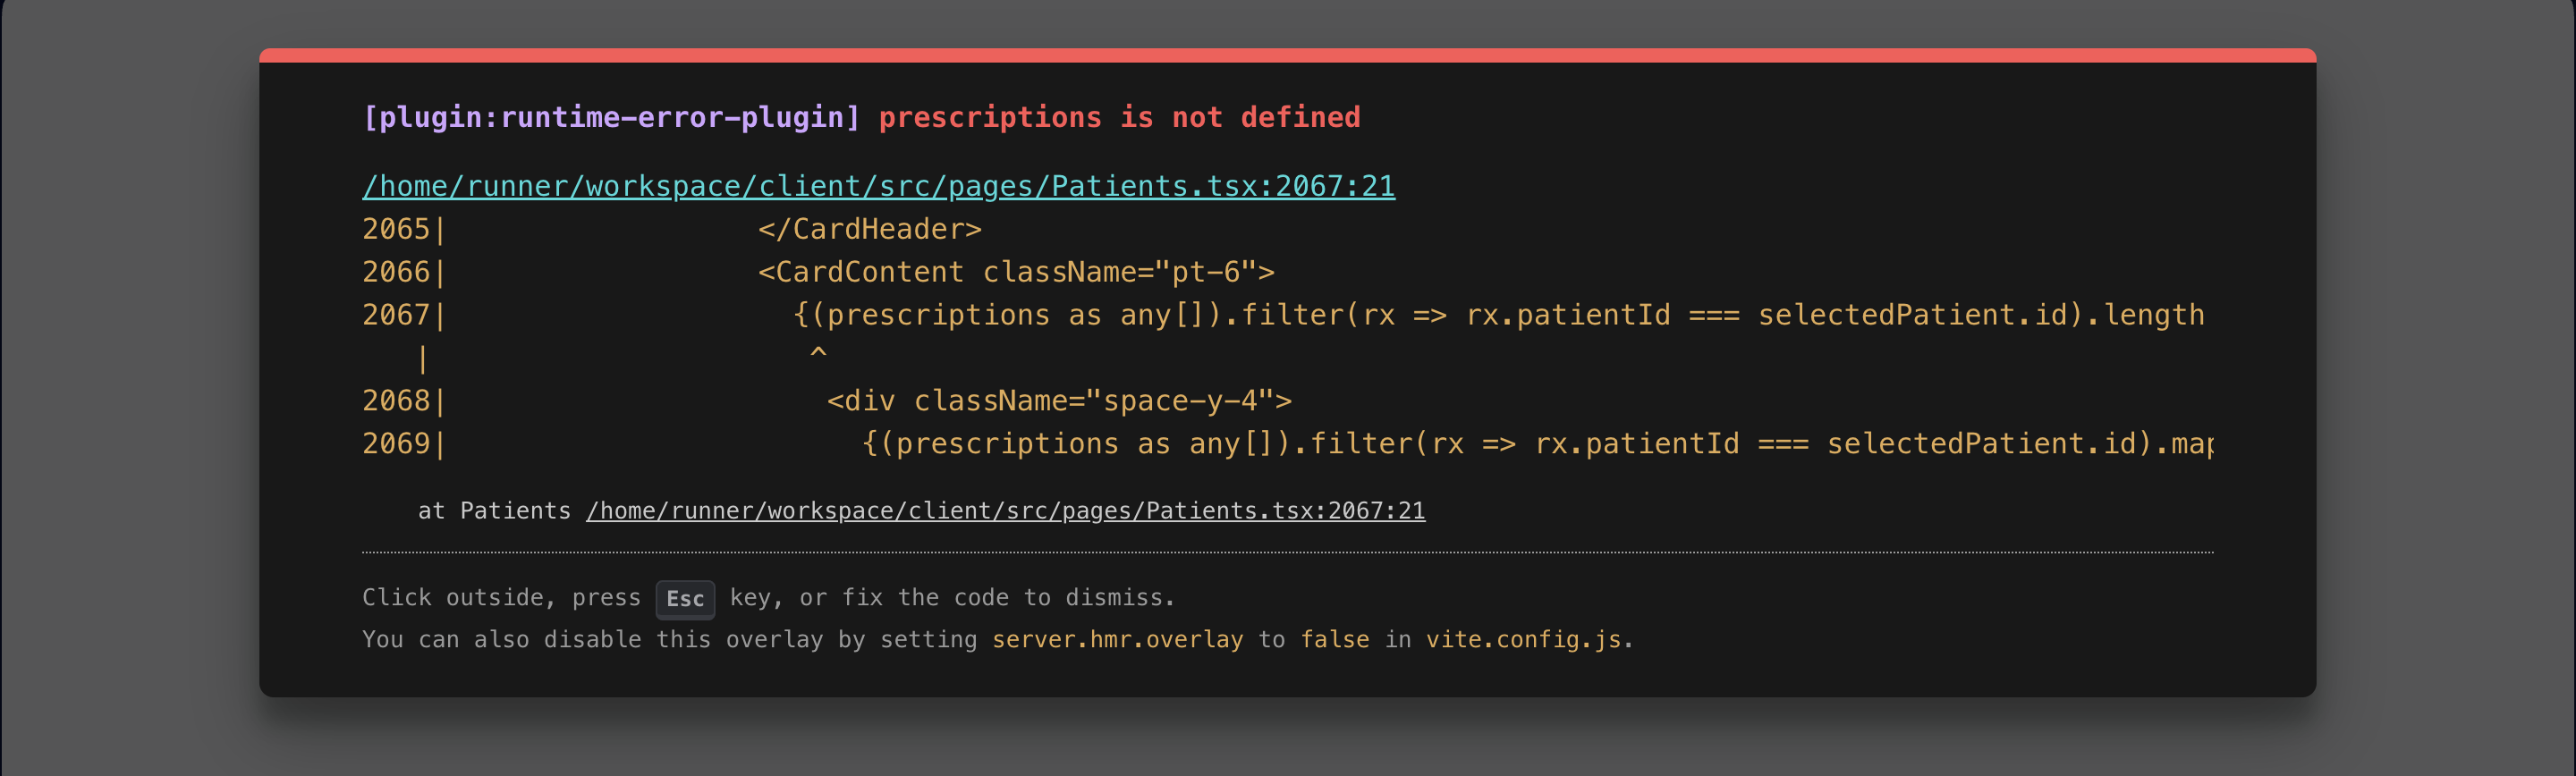 [plugin:runtime-error-plugin] prescriptions is not defined
/home/runner/workspace/client/src/pages/Patients.tsx:2067:21
2065|                  </CardHeader>
2066|                  <CardContent className="pt-6">
2067|                    {(prescriptions as any[]).filter(rx => rx.patientId === selectedPatient.id).length
   |                     ^
2068|                      <div className="space-y-4">
2069|                        {(prescriptions as any[]).filter(rx => rx.patientId === selectedPatient.id).map
    at Patients /home/runner/workspace/client/src/pages/Patients.tsx:2067:21
Click outside, press Esc key, or fix the code to dismiss.
You can also disable this overlay by setting server.hmr.overlay to false in vite.config.js.